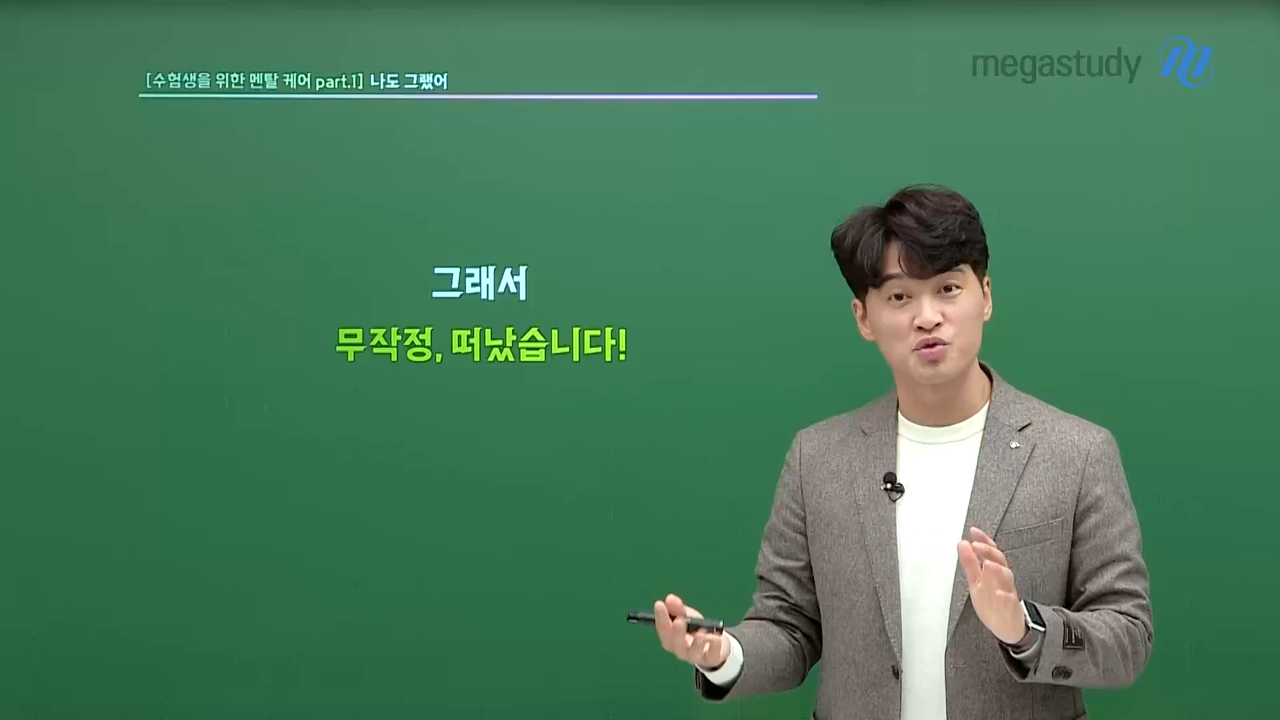 [수험생을 위한 멘탈 케어 part.1] 나도 그랬어
megastudy
그래서
무작정, 떠났습니다!